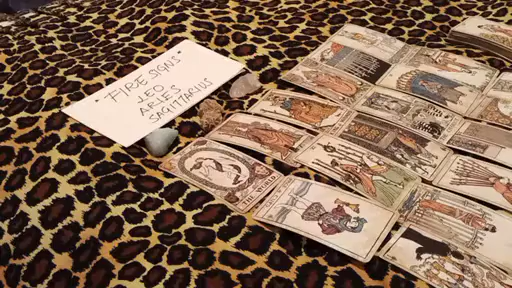 FIRE SIGNS
LEO
ARIES
SAGITTARIUS
THE WORLD